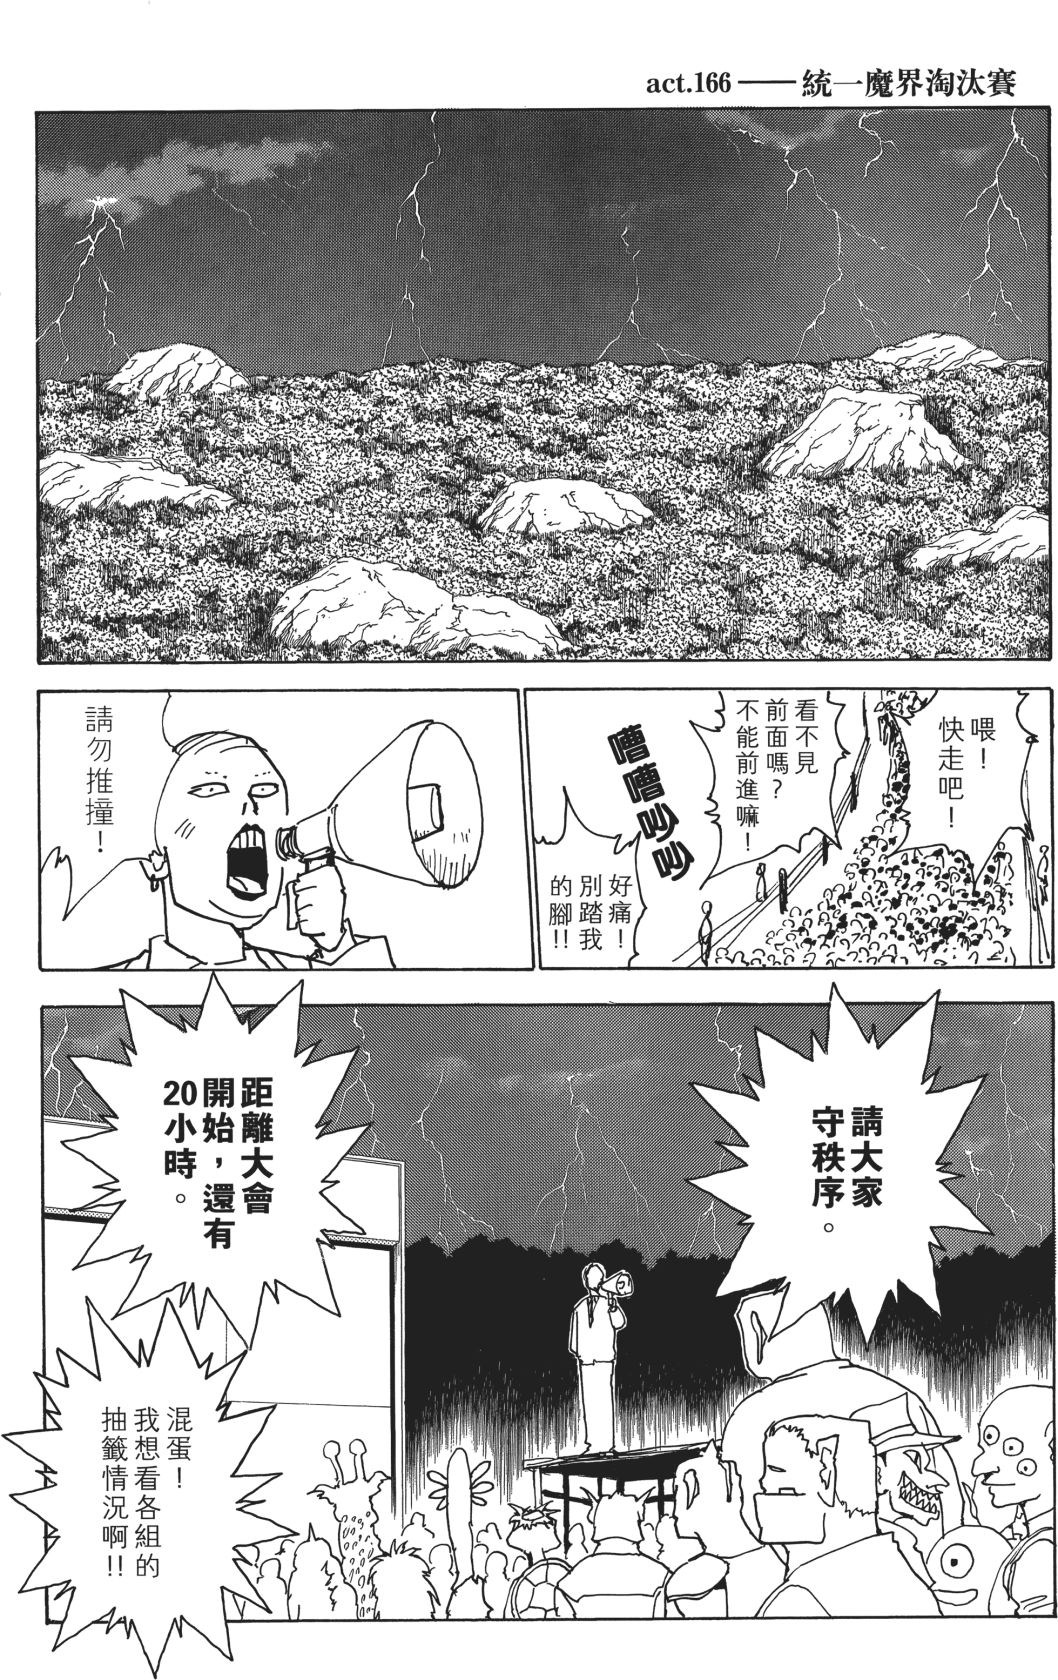 act.166——統一魔界淘汰賽
喂！
快走吧！
看不見
前面嗎？
不能前進嘛！
嘈嘈吵吵
好痛！
別踏我
的腳!!
請勿推撞！
請大家
守秩序。
距離大會
開始，還有
20小時。
混蛋！
我想看各組的
抽籤情況啊!!